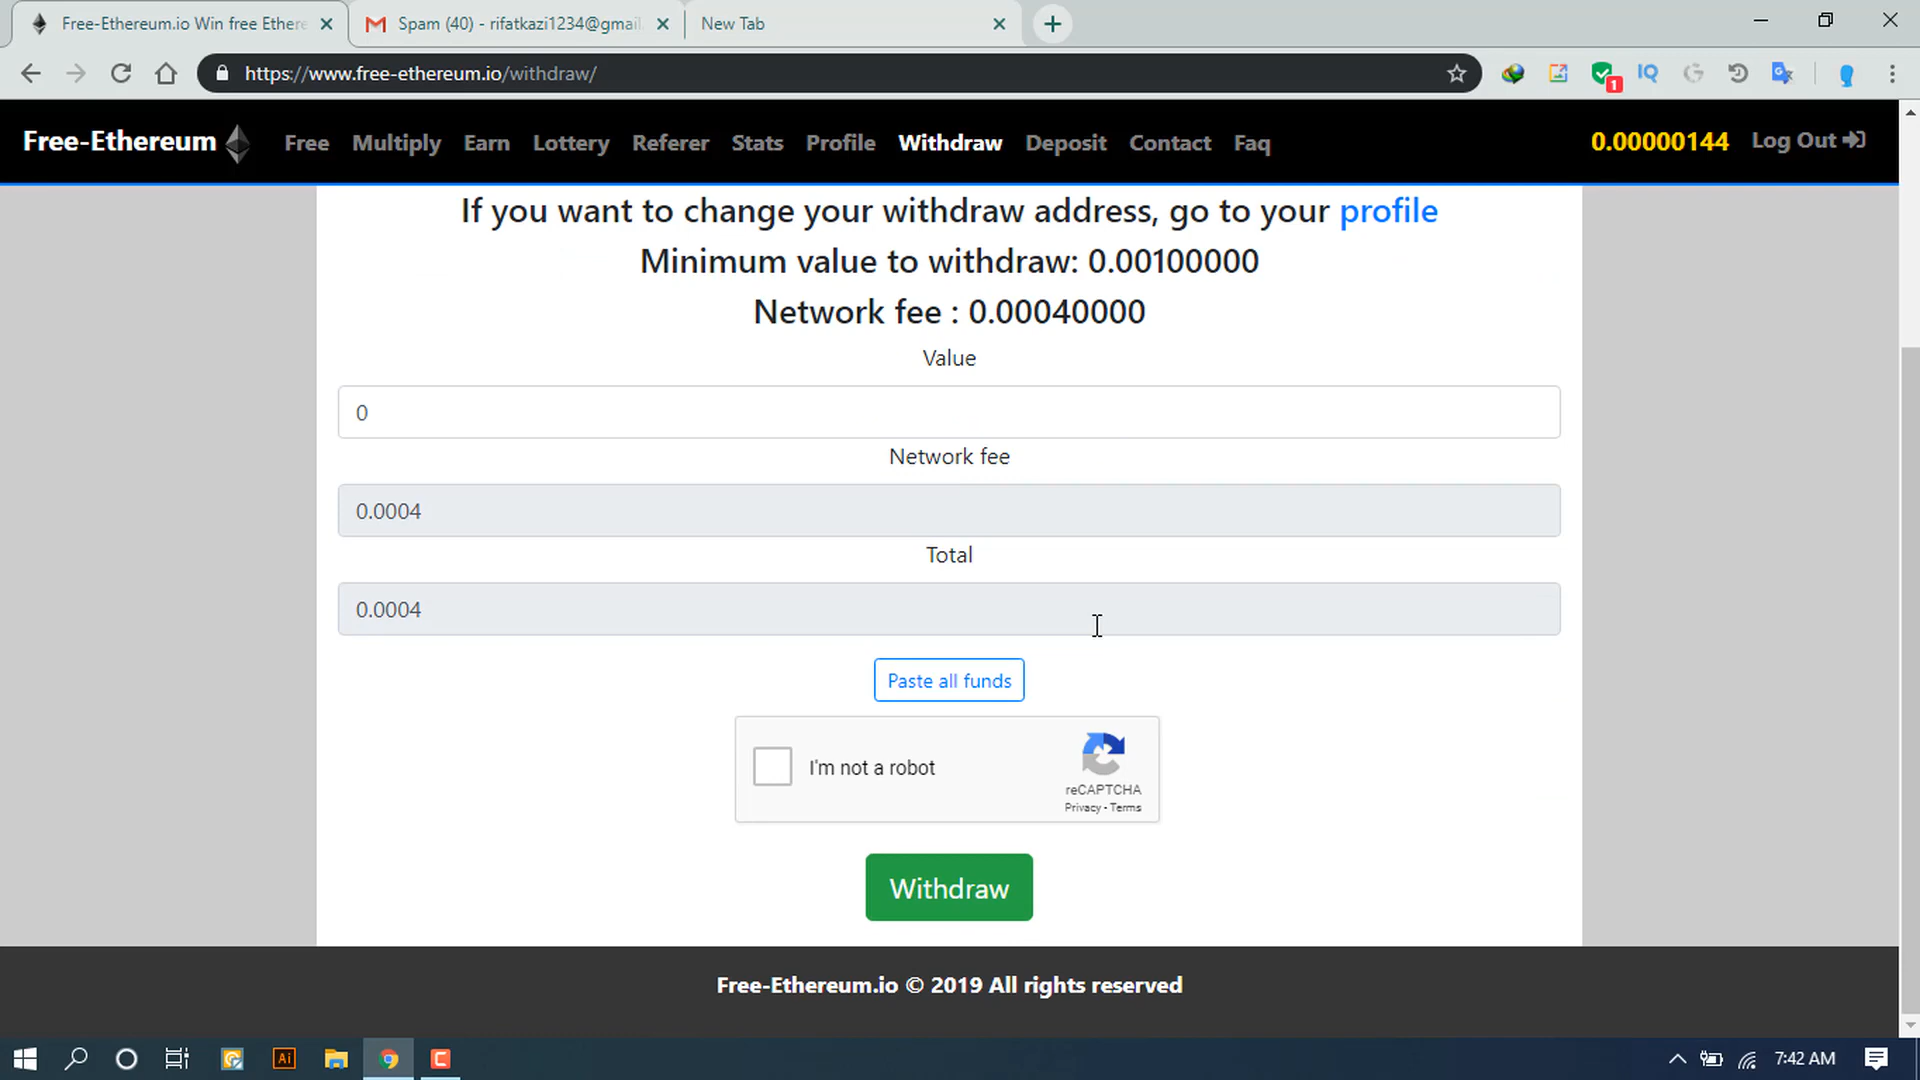 Free-Ethereum.io Win free Ethere
Spam (40) - rifatkazi1234@gmai
New Tab
https://www.free-ethereum.io/withdraw/
1
IQ
G
Free-Ethereum
Free
Multiply
Earn
Lottery
Referer
Stats
Profile
Withdraw
Deposit
Contact
Faq
0.00000144
Log Out
If you want to change your withdraw address, go to your profile
Minimum value to withdraw: 0.00100000
Network fee : 0.00040000
Value
0
Network fee
0.0004
Total
0.0004
Paste all funds
I'm not a robot
reCAPTCHA
Privacy - Terms
Withdraw
Free-Ethereum.io © 2019 All rights reserved
Ai
C
7:42 AM